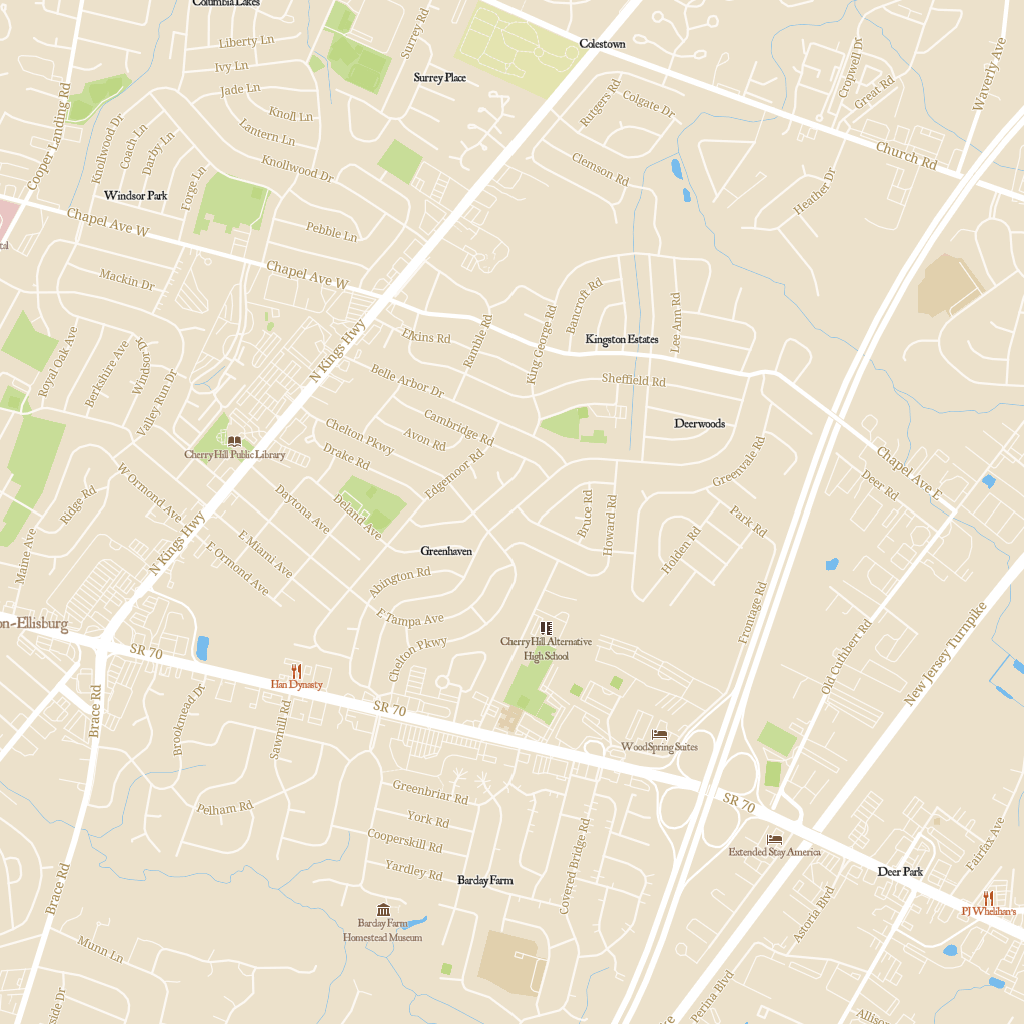 Columbia Lakes
Liberty Ln
Ivy Ln
Jade Ln
Surrey Rd
Surrey Place
Colestown
Knoll Ln
Lantern Ln
Knollwood Dr
Coach Ln
Darby Ln
Forge Ln
Knollwood Dr
Cooper Landing Rd
Windsor Park
Chapel Ave W
Pebble Ln
Chapel Ave W
Mackin Dr
Rutgers Rd
Colgate Dr
Clemson Rd
Cropwell Dr
Great Rd
Waverly Ave
Church Rd
Heather Dr
Royal Oak Ave
Berkshire Ave
Windsor Dr
Valley Run Dr
N Kings Hwy
Elkins Rd
Ramble Rd
King George Rd
Bancroft Rd
Kingston Estates
Lee Ann Rd
Sheffield Rd
Belle Arbor Dr
Cambridge Rd
Avon Rd
Chelton Pkwy
Drake Rd
Edgemoor Rd
Deerwoods
Cherry Hill Public Library
Greenvale Rd
Chapel Ave E
Deer Rd
Ridge Rd
W Ormond Ave
Daytona Ave
Deland Ave
Bruce Rd
Howard Rd
Park Rd
Holden Rd
Maine Ave
N Kings Hwy
E Miami Ave
E Ormond Ave
Greenhaven
Abington Rd
E Tampa Ave
Chelton Pkwy
Cherry Hill Alternative
High School
Frontage Rd
Old Cuthbert Rd
New Jersey Turnpike
on-Ellisburg
SR 70
Han Dynasty
SR 70
Brace Rd
Brookmead Dr
Sawmill Rd
WoodSpring Suites
SR 70
Extended Stay America
Pelham Rd
Greenbriar Rd
York Rd
Cooperskill Rd
Yardley Rd
Barclay Farm
Covered Bridge Rd
Deer Park
Fairfax Ave
PJ Whelihan's
Brace Rd
Barclay Farm
Homestead Museum
Astoria Blvd
Munn Ln
Perina Blvd
side Dr